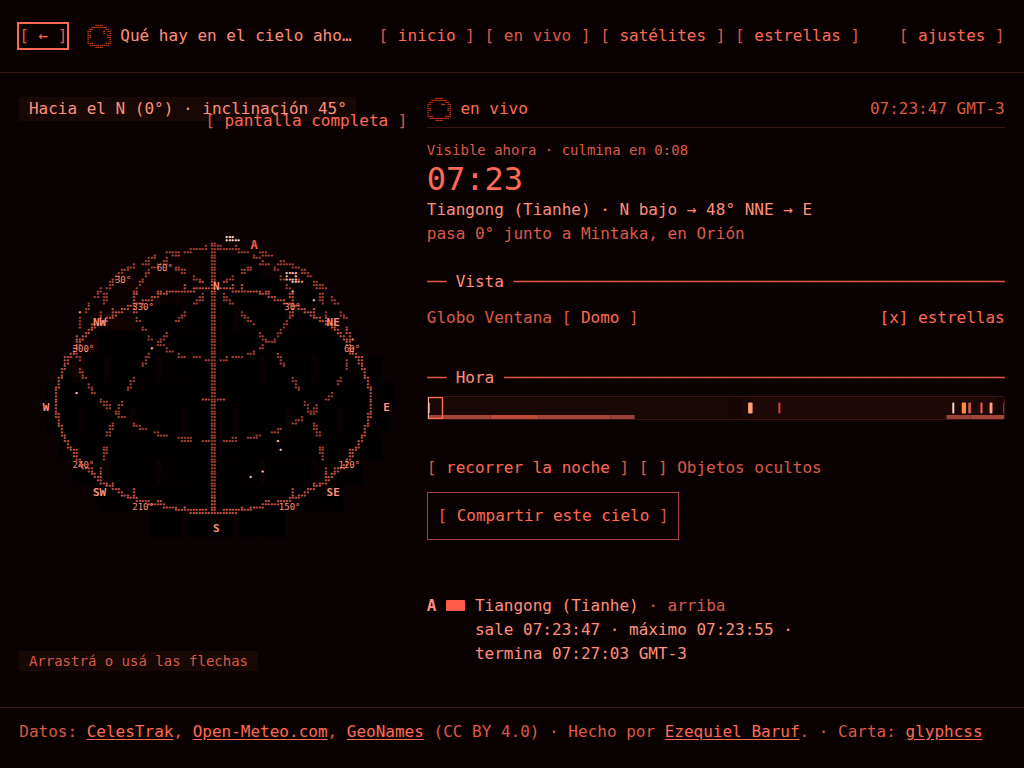 [ ← ] Qué hay en el cielo aho… [ inicio ] [ en vivo ] [ satélites ] [ estrellas ] [ ajustes ]
Hacia el N (0°) · inclinación 45°
[ pantalla completa ]
A
60°
30°
N
330°
30°
NW
NE
300°
60°
W
E
240°
120°
SW
SE
210°
150°
S
Arrastrá o usá las flechas
en vivo 07:23:47 GMT-3
Visible ahora · culmina en 0:08
07:23
Tiangong (Tianhe) · N bajo → 48° NNE → E
pasa 0° junto a Mintaka, en Orión
Vista
Globo Ventana [ Domo ] [x] estrellas
Hora
[ recorrer la noche ] [ ] Objetos ocultos
[ Compartir este cielo ]
A Tiangong (Tianhe) · arriba
sale 07:23:47 · máximo 07:23:55 ·
termina 07:27:03 GMT-3
Datos: CelesTrak, Open-Meteo.com, GeoNames (CC BY 4.0) · Hecho por Ezequiel Baruf. · Carta: glyphcss